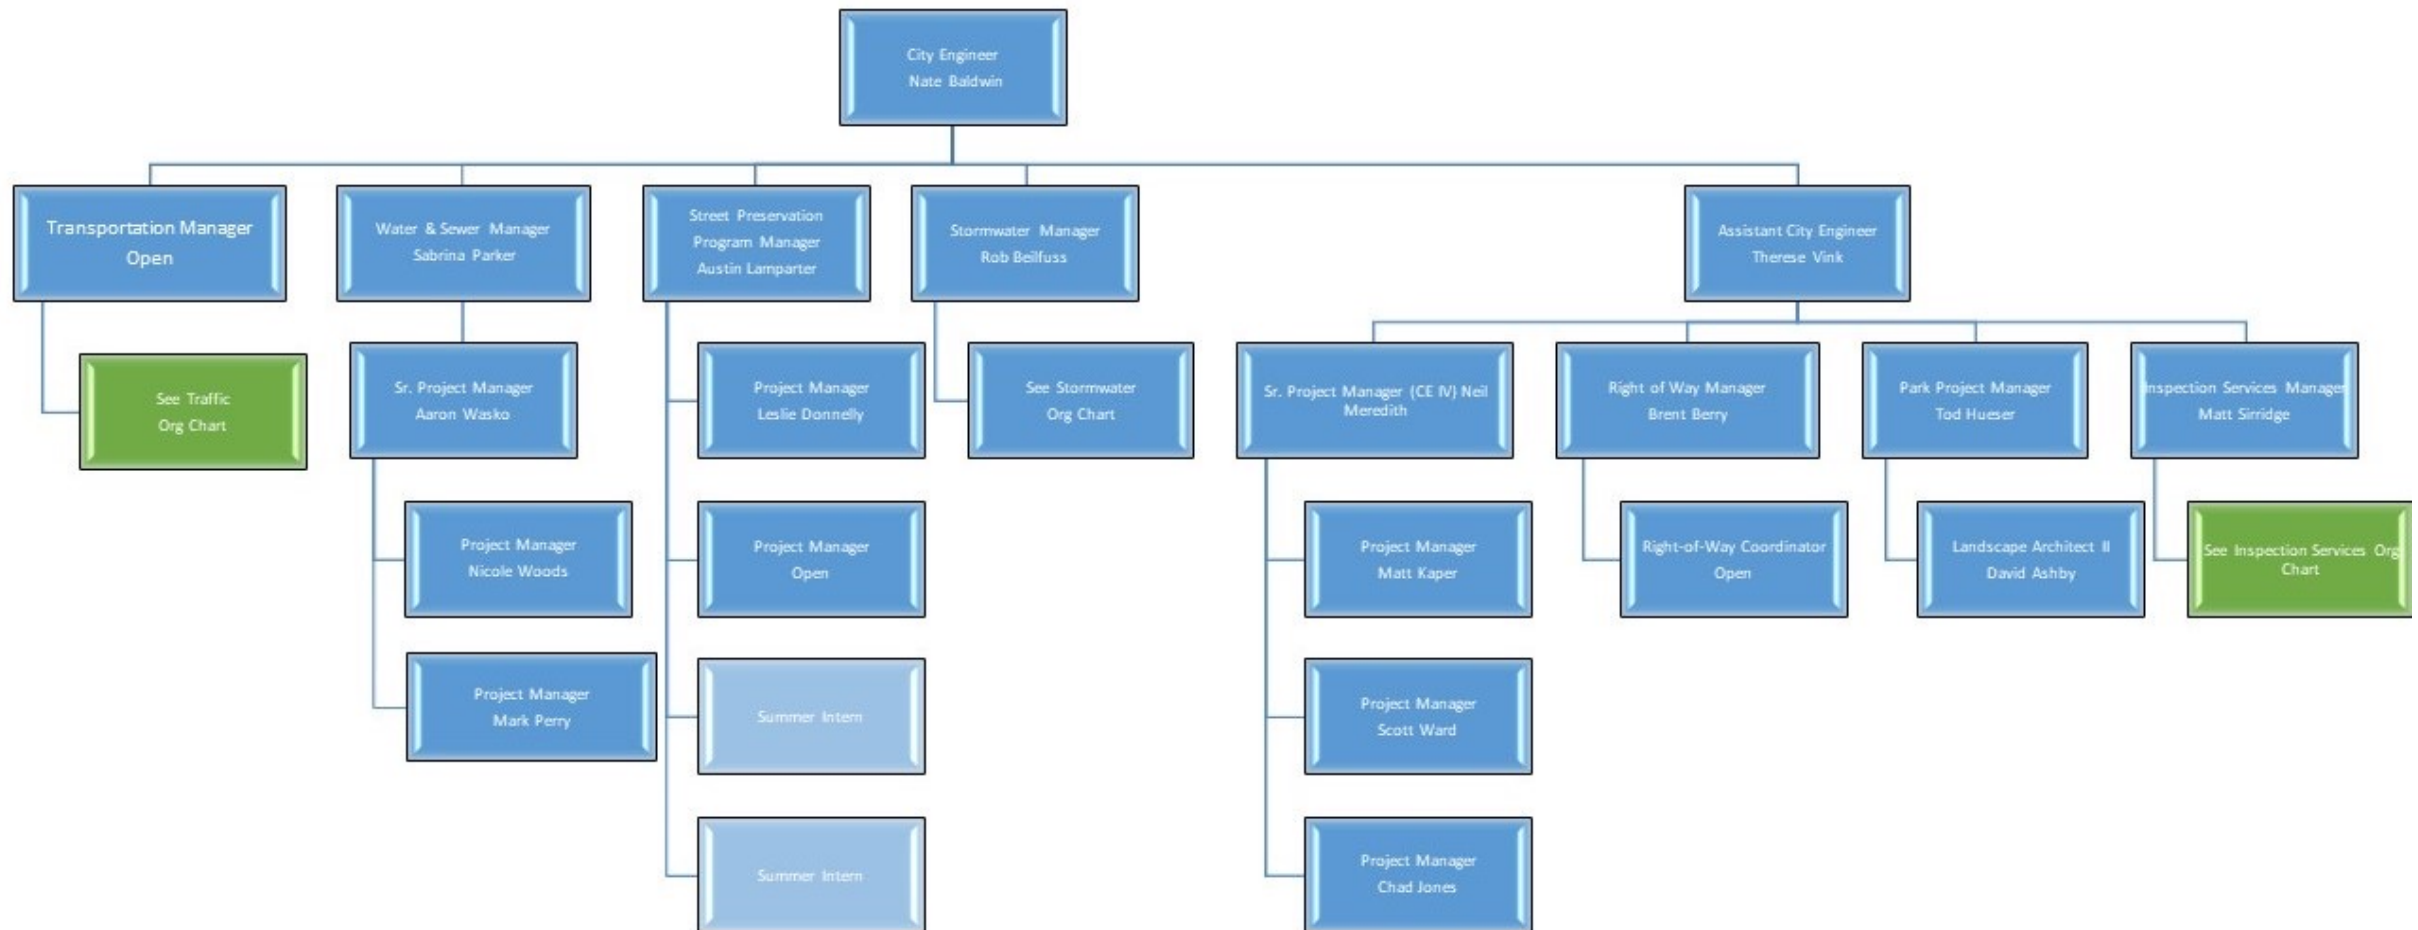 City Engineer
Nate Baldwin
Transportation Manager
Open
Water & Sewer Manager
Sabrina Parker
Street Preservation
Program Manager
Austin Lamparter
Stormwater Manager
Rob Beilfuss
Assistant City Engineer
Therese Vink
See Traffic
Org Chart
Sr. Project Manager
Aaron Wasko
Project Manager
Leslie Donnelly
See Stormwater
Org Chart
Sr. Project Manager (CE IV) Neil
Meredith
Right of Way Manager
Brent Berry
Park Project Manager
Tod Hueser
Inspection Services Manager
Matt Sirridge
Project Manager
Nicole Woods
Project Manager
Open
Project Manager
Matt Kaper
Right-of-Way Coordinator
Open
Landscape Architect II
David Ashby
See Inspection Services Org
Chart
Project Manager
Mark Perry
Summer Intern
Project Manager
Scott Ward
Summer Intern
Project Manager
Chad Jones